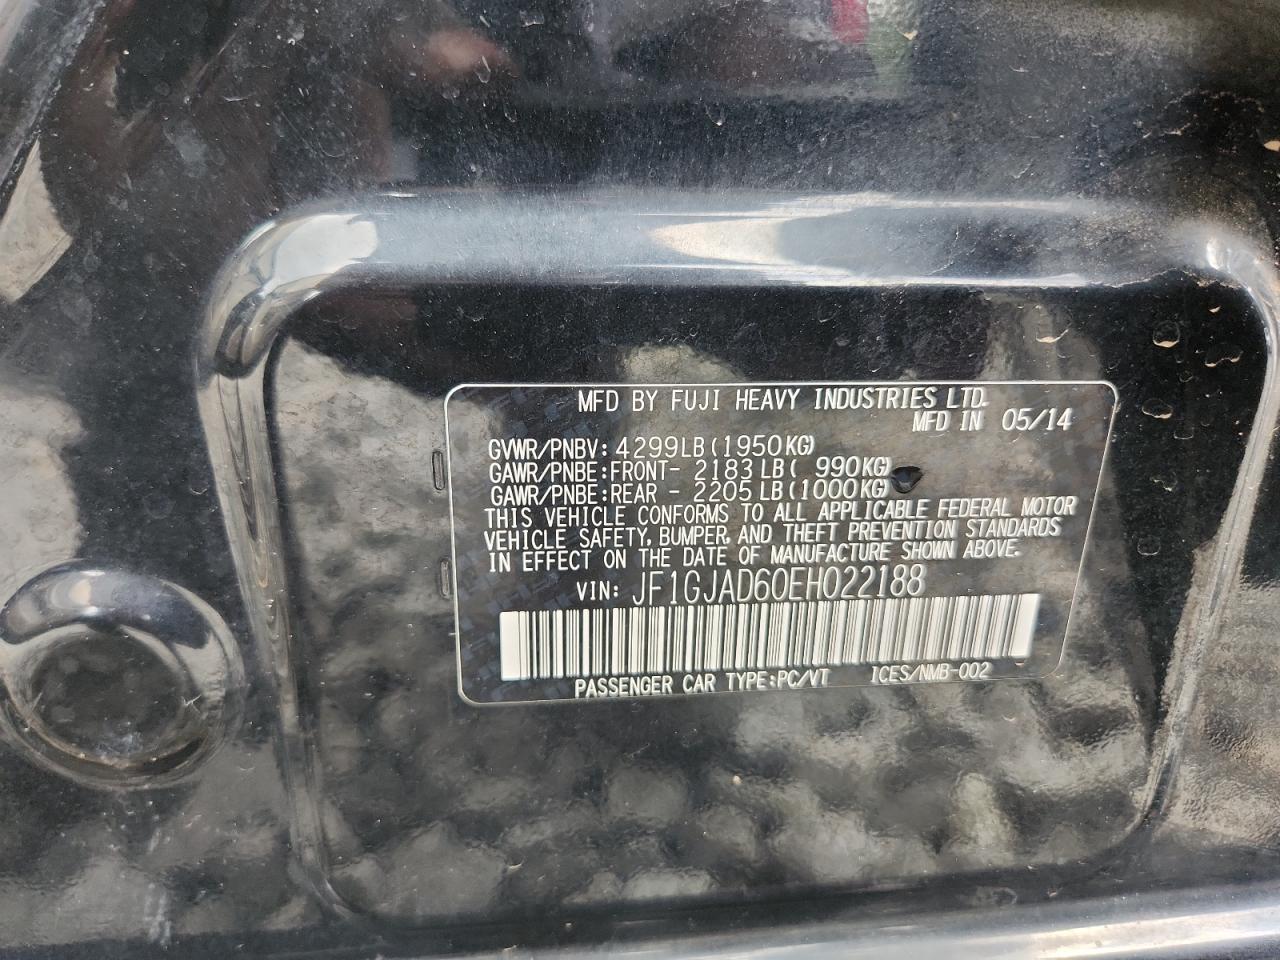 MFD BY FUJI HEAVY INDUSTRIES LTD.
MFD IN 05/14
GVWR/PNBV: 4299LB (1950KG)
GAWR/PNBE: FRONT- 2183 LB ( 990KG)
GAWR/PNBE: REAR - 2205 LB (1000KG)
THIS VEHICLE CONFORMS TO ALL APPLICABLE FEDERAL MOTOR
VEHICLE SAFETY, BUMPER, AND THEFT PREVENTION STANDARDS
IN EFFECT ON THE DATE OF MANUFACTURE SHOWN ABOVE.
VIN: JF1GJAD60EH022188
PASSENGER CAR TYPE:PC/VT ICES/NMB-002